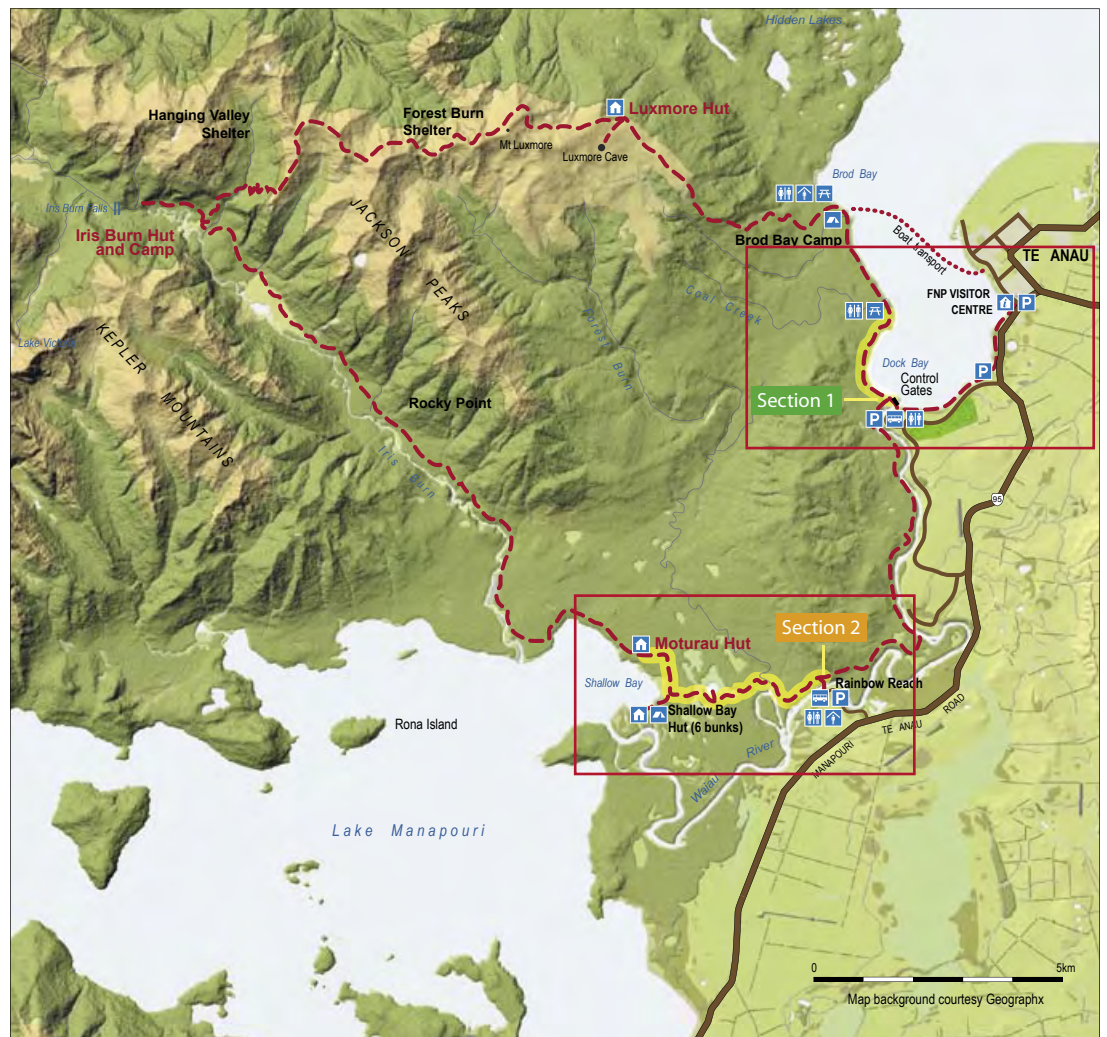 Hidden Lakes
Hanging Valley
Shelter
Forest Burn
Shelter
Luxmore Hut
Mt Luxmore
Luxmore Cave
Brod Bay
Iris Burn Falls
Iris Burn Hut
and Camp
JACKSON PEAKS
Brod Bay Camp
Boat Transport
TE ANAU
FNP VISITOR
CENTRE
P
Coal Creek
Forest Burn
KEPLER MOUNTAINS
Dock Bay
Control
Gates
P
Section 1
P
Rocky Point
Iris Burn
95
Section 2
Moturau Hut
Shallow Bay
Rainbow Reach
P
Shallow Bay
Hut (6 bunks)
Rona Island
Waiau River
MANAPOURI TE ANAU ROAD
Lake Manapouri
0 5km
Map background courtesy Geographx